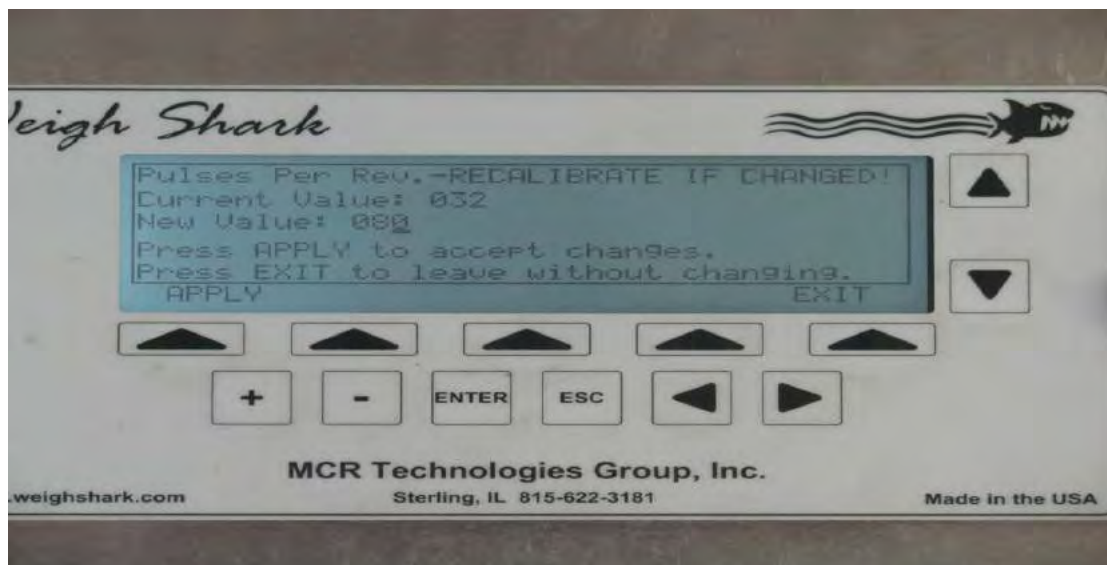 eigh Shark
Pulses Per Rev.-RECALIBRATE IF CHANGED!
Current Value: 032
New Value: 080
Press APPLY to accept changes.
Press EXIT to leave without changing.
APPLY EXIT
+ - ENTER ESC
MCR Technologies Group, Inc.
.weighshark.com Sterling, IL 815-622-3181 Made in the USA